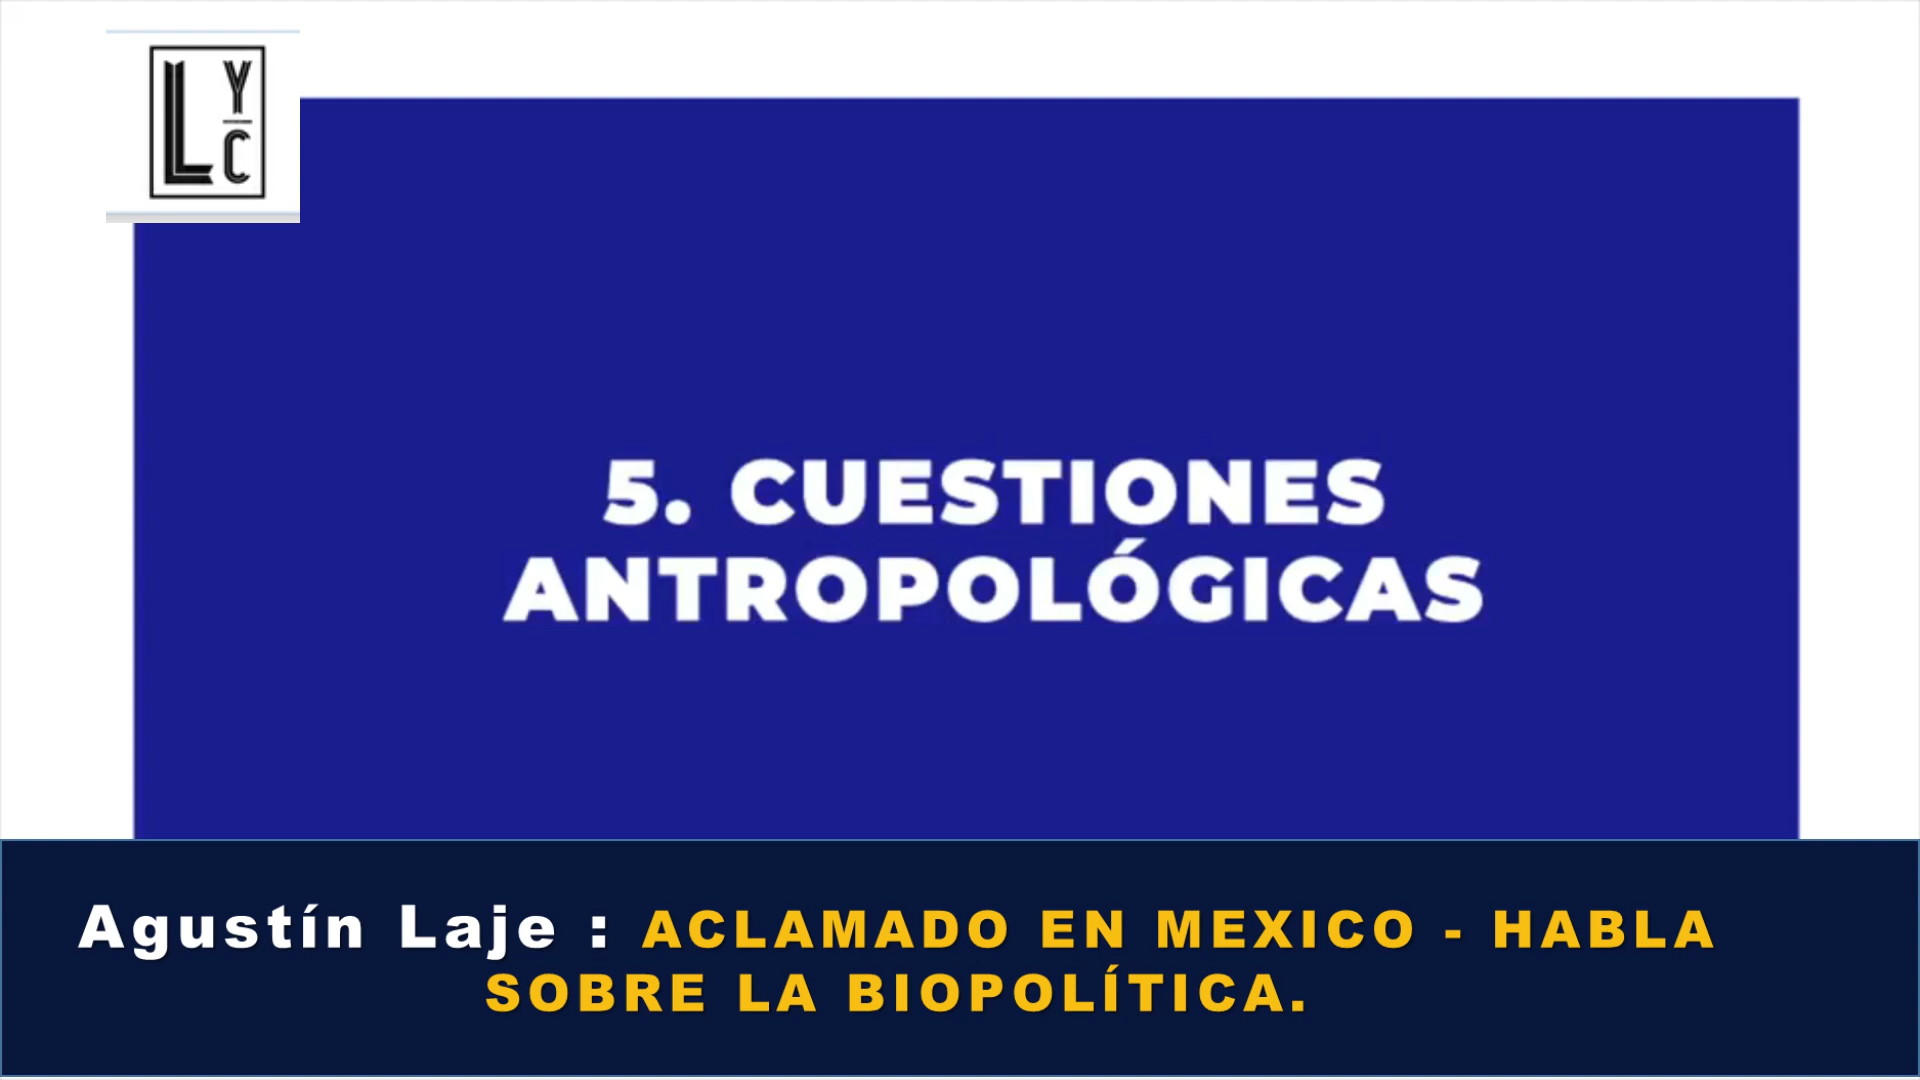 L Y
C
5. CUESTIONES
ANTROPOLÓGICAS
Agustín Laje : ACLAMADO EN MEXICO - HABLA
SOBRE LA BIOPOLÍTICA.